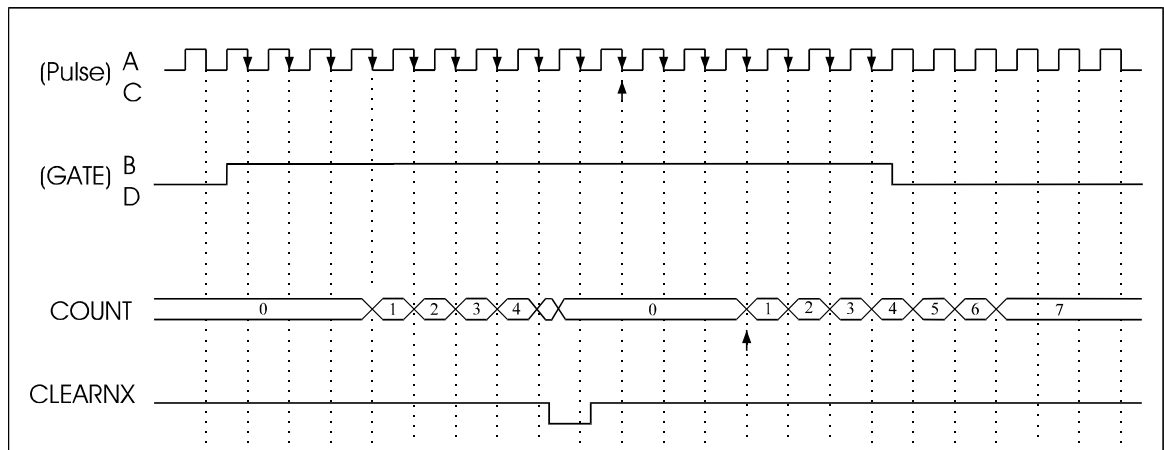 (Pulse) A
C
(GATE) B
D
COUNT 0 1 2 3 4 0 1 2 3 4 5 6 7
CLEARNX